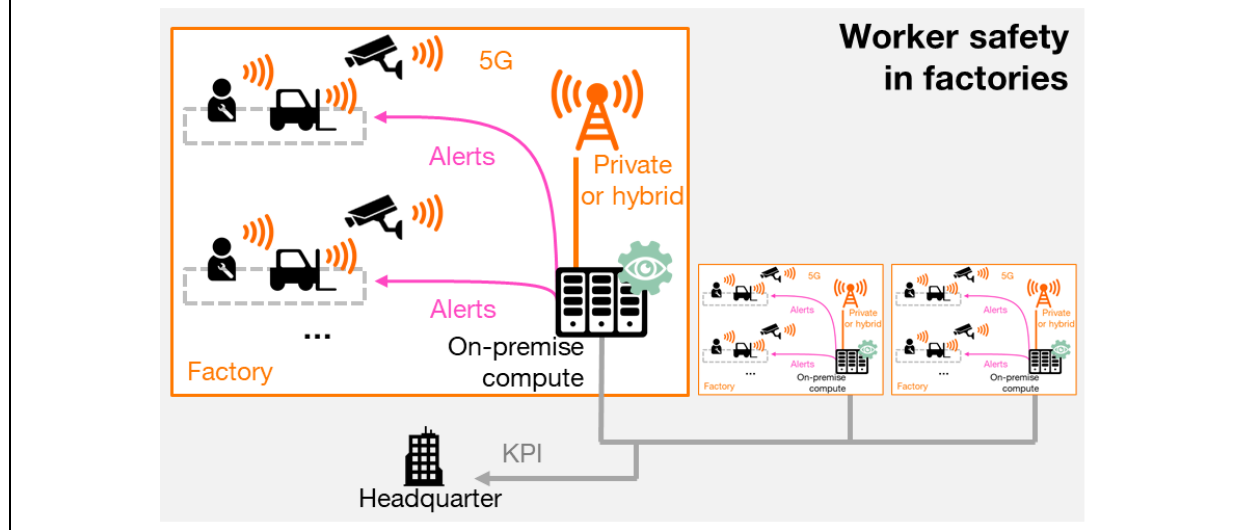 Worker safety
in factories
5G
Alerts
Private
or hybrid
Alerts
...
On-premise
compute
Factory
5G
Alerts
Private
or hybrid
Alerts
...
On-premise
compute
Factory
5G
Alerts
Private
or hybrid
Alerts
...
On-premise
compute
Factory
KPI
Headquarter